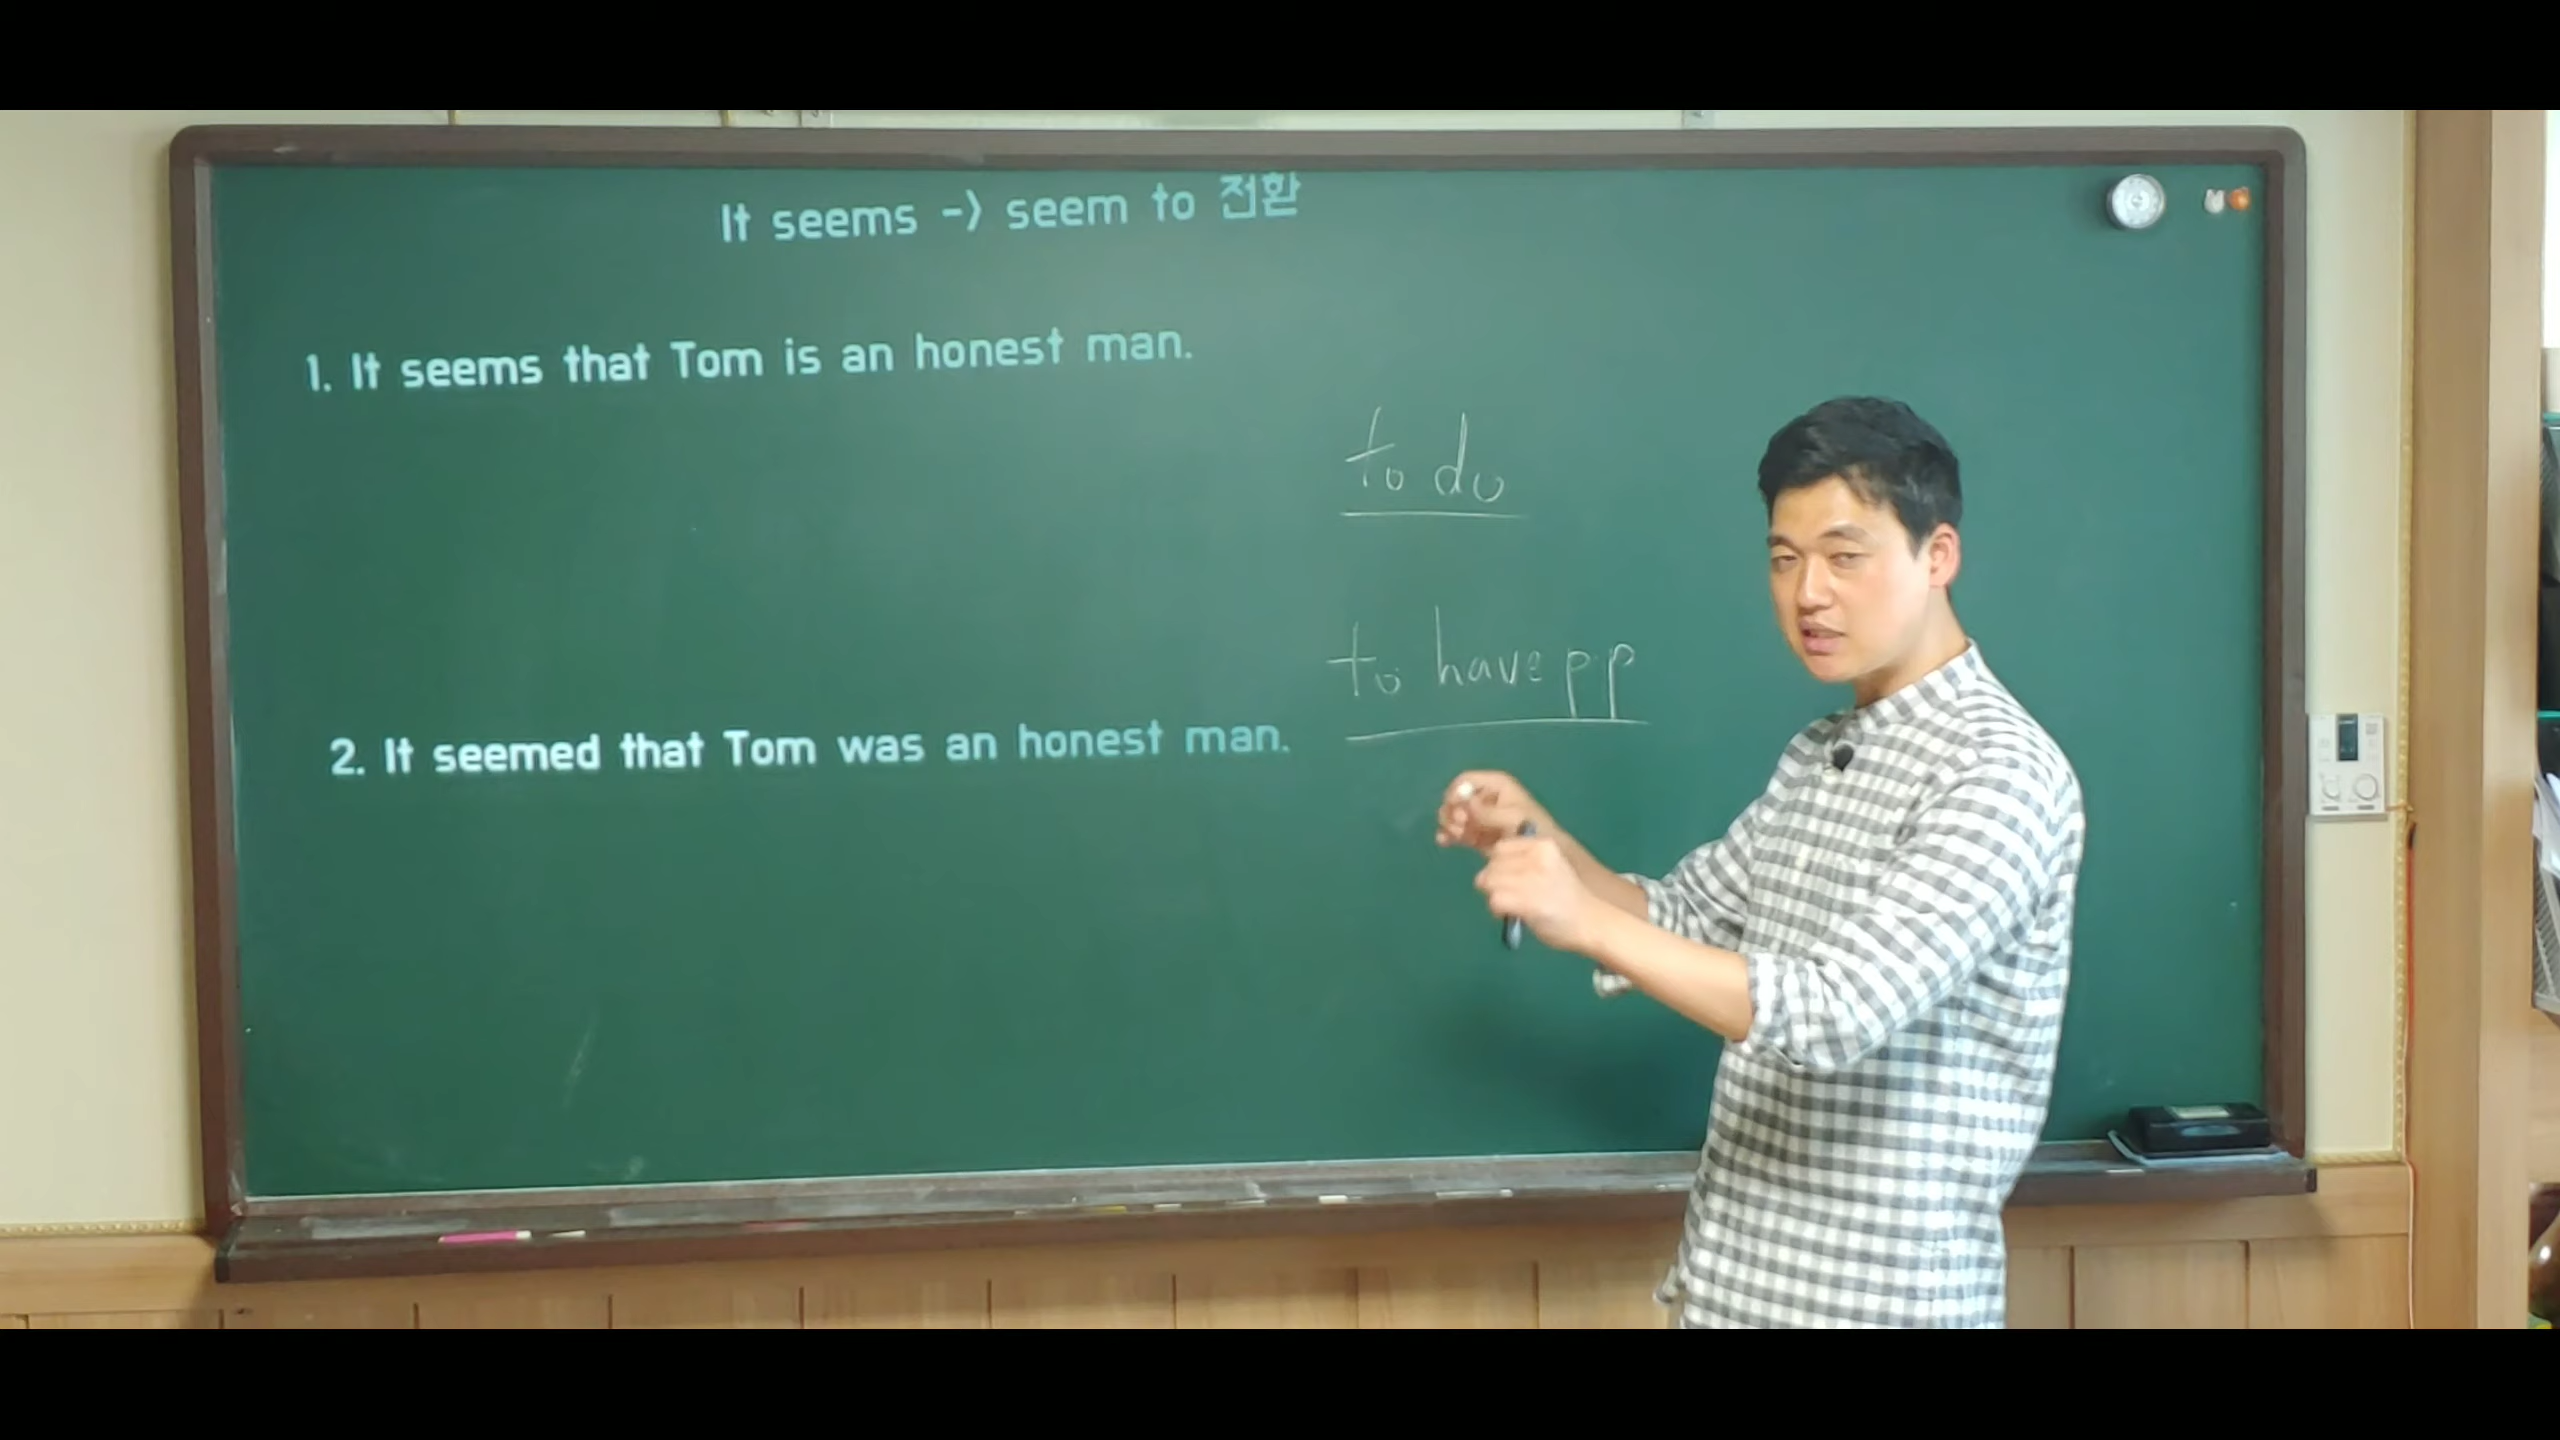 It seems -> seem to 전환
1. It seems that Tom is an honest man.
to do
to have pp
2. It seemed that Tom was an honest man.